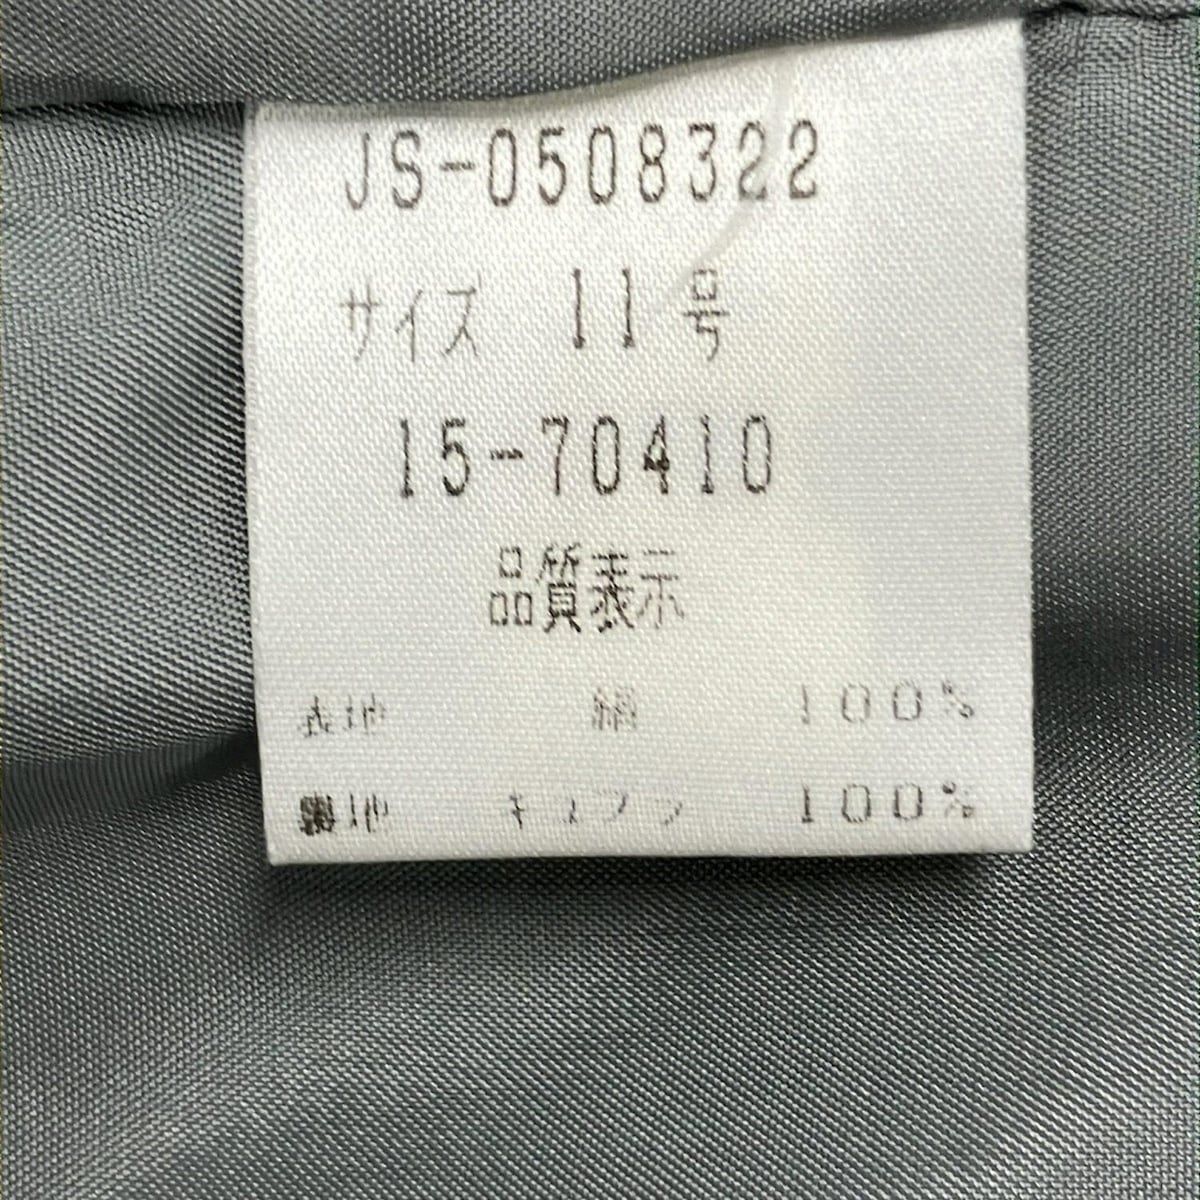 JS-0508322
サイズ 11号
15-70410
品質表示
表地 絹 100%
裏地 キュプラ 100%